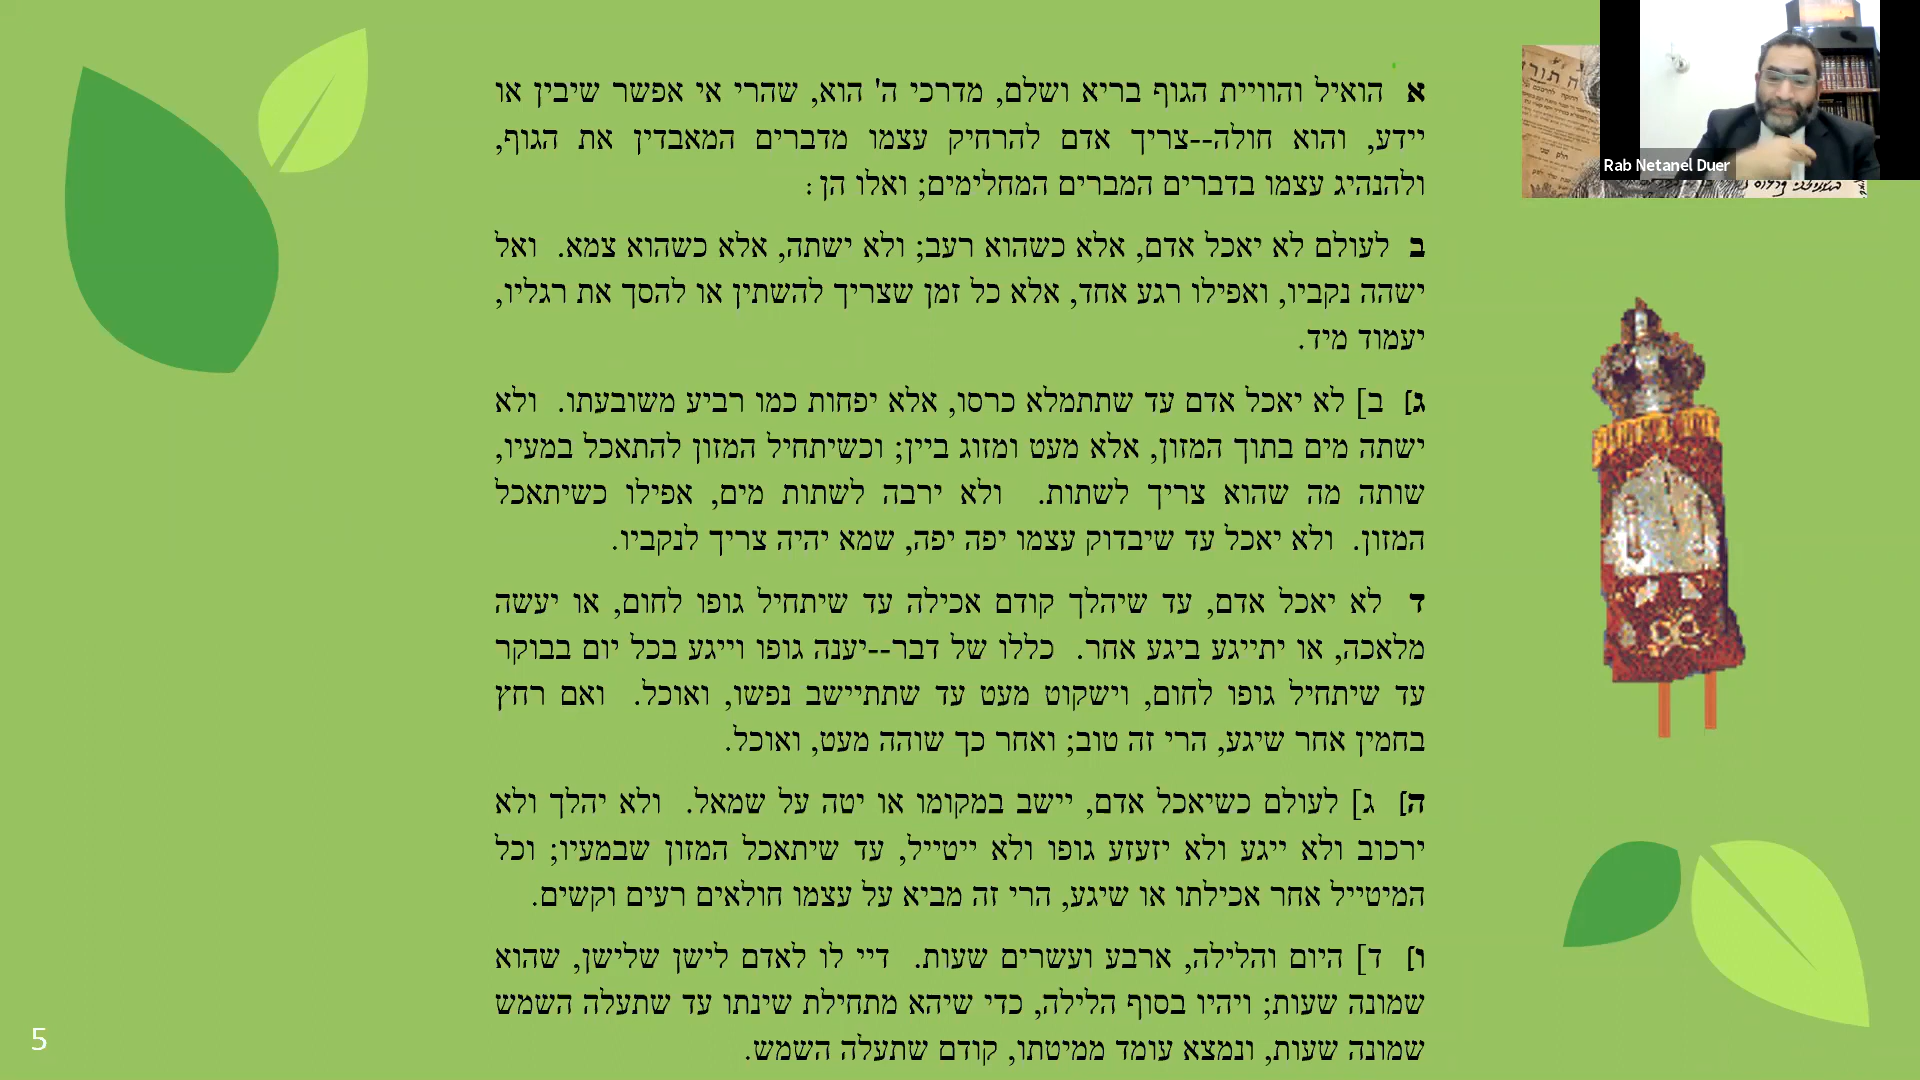 א הואיל והוויית הגוף בריא ושלם, מדרכי ה' הוא, שהרי אי אפשר שיבין או
יידע, והוא חולה--צריך אדם להרחיק עצמו מדברים המאבדין את הגוף,
ולהנהיג עצמו בדברים המברים המחלימים; ואלו הן:
ב לעולם לא יאכל אדם, אלא כשהוא רעב; ולא ישתה, אלא כשהוא צמא. ואל
ישהה נקביו, ואפילו רגע אחד, אלא כל זמן שצריך להשתין או להסך את רגליו,
יעמוד מיד.
ג] ב] לא יאכל אדם עד שתתמלא כרסו, אלא יפחות כמו רביע משובעתו. ולא
ישתה מים בתוך המזון, אלא מעט ומזוג ביין; וכשיתחיל המזון להתאכל במעיו,
שותה מה שהוא צריך לשתות. ולא ירבה לשתות מים, אפילו כשיתאכל
המזון. ולא יאכל עד שיבדוק עצמו יפה יפה, שמא יהיה צריך לנקביו.
ד לא יאכל אדם, עד שיהלך קודם אכילה עד שיתחיל גופו לחום, או יעשה
מלאכה, או יתייגע ביגע אחר. כללו של דבר--יענה גופו וייגע בכל יום בבוקר
עד שיתחיל גופו לחום, וישקוט מעט עד שתתיישב נפשו, ואוכל. ואם רחץ
בחמין אחר שיגע, הרי זה טוב; ואחר כך שוהה מעט, ואוכל.
ה] ג] לעולם כשיאכל אדם, יישב במקומו או יטה על שמאל. ולא יהלך ולא
ירכוב ולא ייגע ולא יזעזע גופו ולא ייטייל, עד שיתאכל המזון שבמעיו; וכל
המיטייל אחר אכילתו או שיגע, הרי זה מביא על עצמו חולאים רעים וקשים.
ו] ד] היום והלילה, ארבע ועשרים שעות. דיי לו לאדם לישן שלישן, שהוא
שמונה שעות; ויהיו בסוף הלילה, כדי שיהא מתחילת שינתו עד שתעלה השמש
שמונה שעות, ונמצא עומד ממיטתו, קודם שתעלה השמש.
Rab Netanel Duer
5